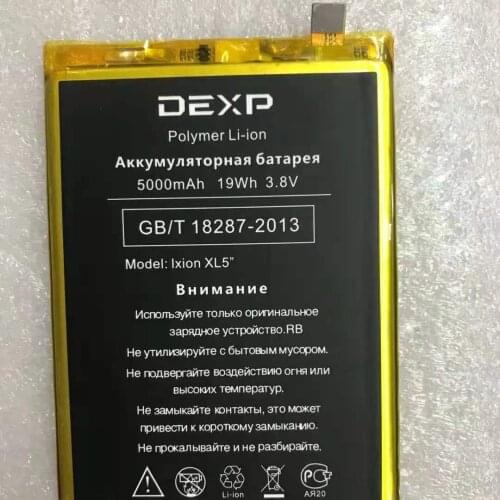 DEXP
Polymer Li-ion
Аккумуляторная батарея
5000mAh 19Wh 3.8V
GB/T 18287-2013
Model: Ixion XL5"
Внимание
Используйте только оригинальное
зарядное устройство.RB
Не утилизируйте с бытовым мусором.
Не подвергайте воздействию огня или
высоких температур.
Не замыкайте контакты, это может
привести к короткому замыканию.
Не прокалывайте и не разбирайте.
Li-ion
АЯ20